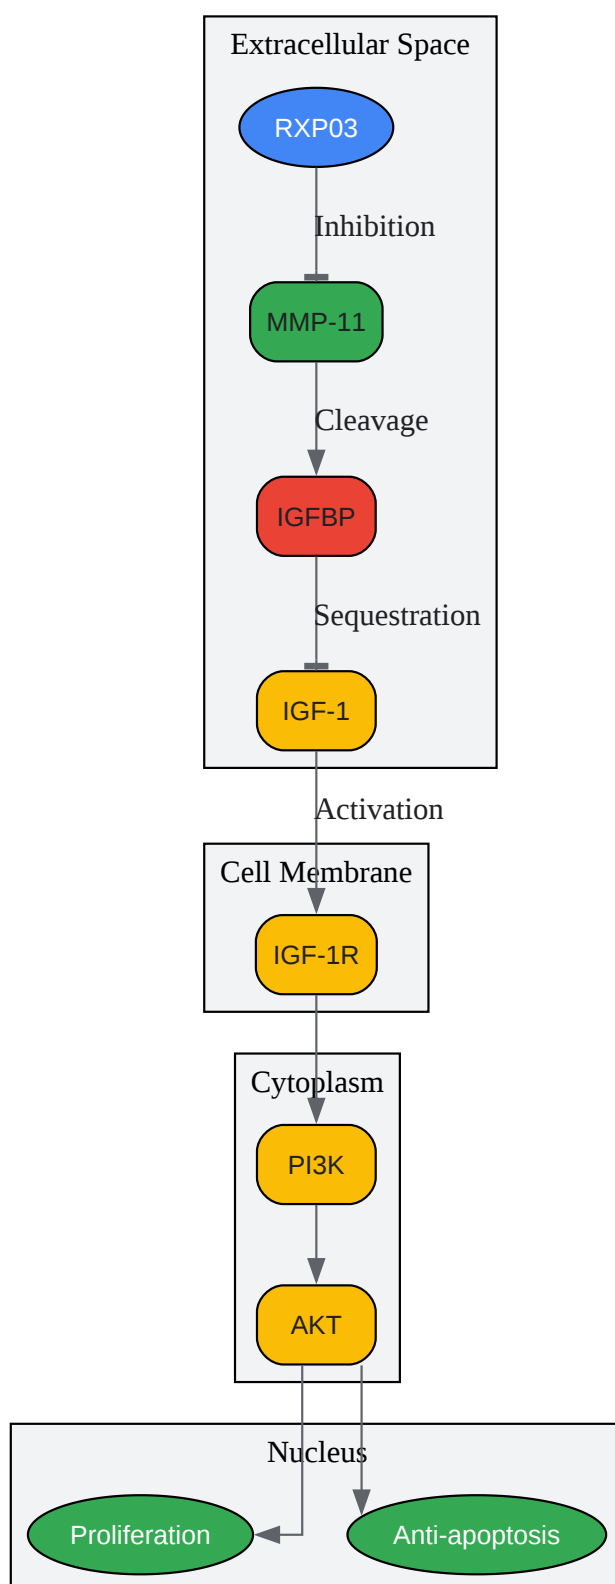 Extracellular Space
RXP03
Inhibition
MMP-11
Cleavage
IGFBP
Sequestration
IGF-1
Activation
Cell Membrane
IGF-1R
Cytoplasm
PI3K
AKT
Nucleus
Proliferation
Anti-apoptosis